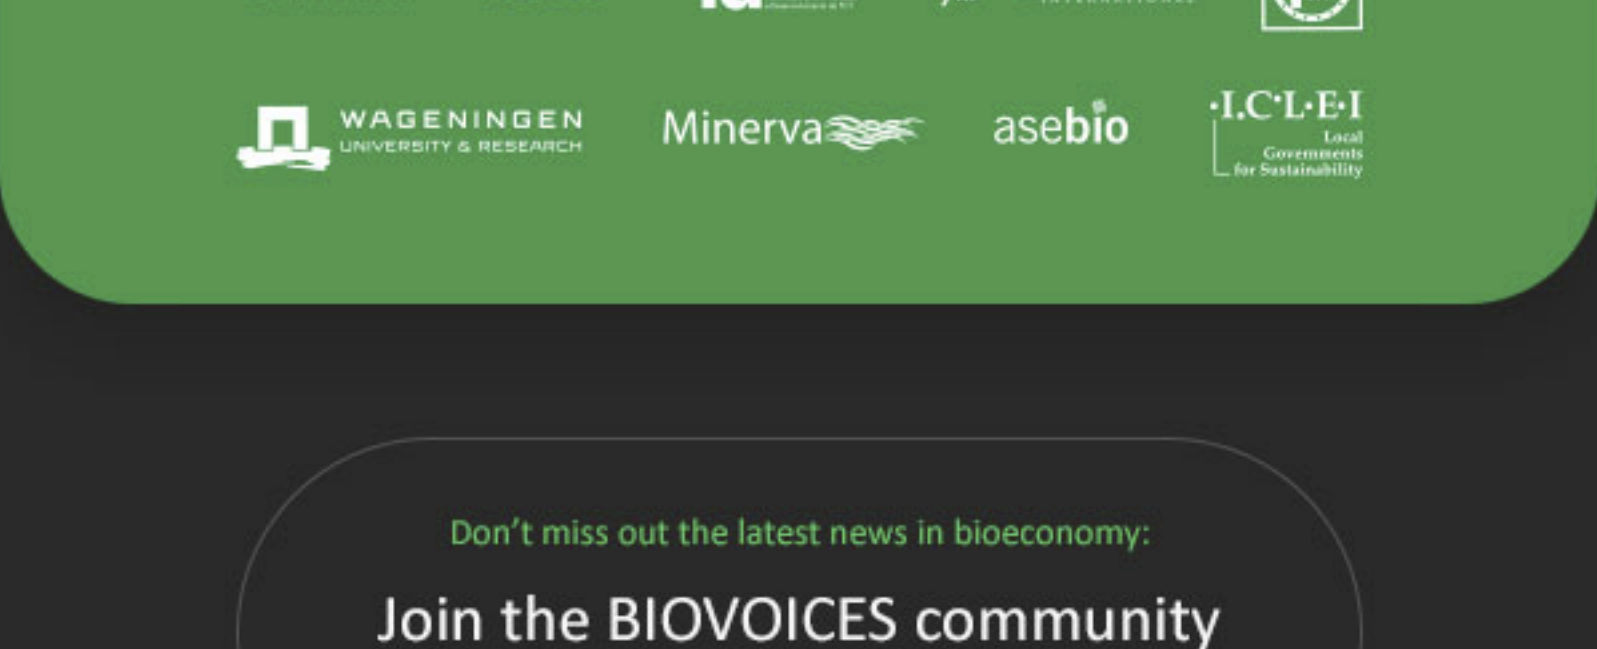 INTERNATIONAL
WAGENINGEN
UNIVERSITY & RESEARCH
Minerva
asebio
·I.C·L·E·I
Local
Governments
for Sustainability
Don't miss out the latest news in bioeconomy:
Join the BIOVOICES community